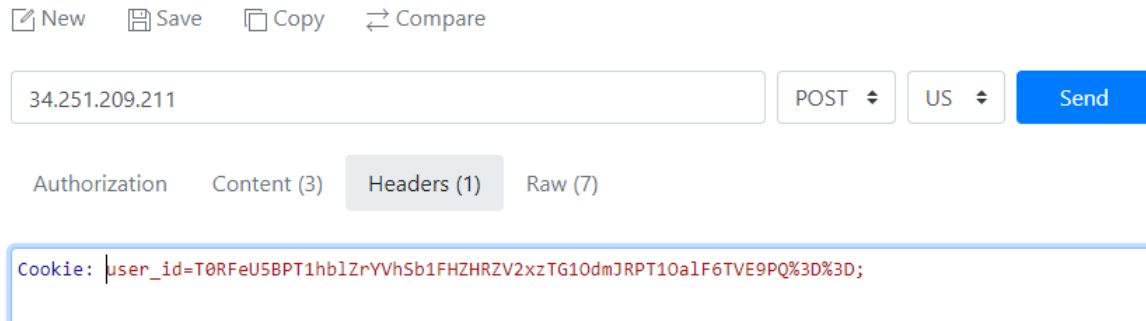 New Save Copy Compare
34.251.209.211 POST US Send
Authorization Content (3) Headers (1) Raw (7)
Cookie: user_id=T0RFeU5BPT1hblZrYVhSb1FHZHRZV2xzTG1OdmJRPT1OalF6TVE9PQ%3D%3D;